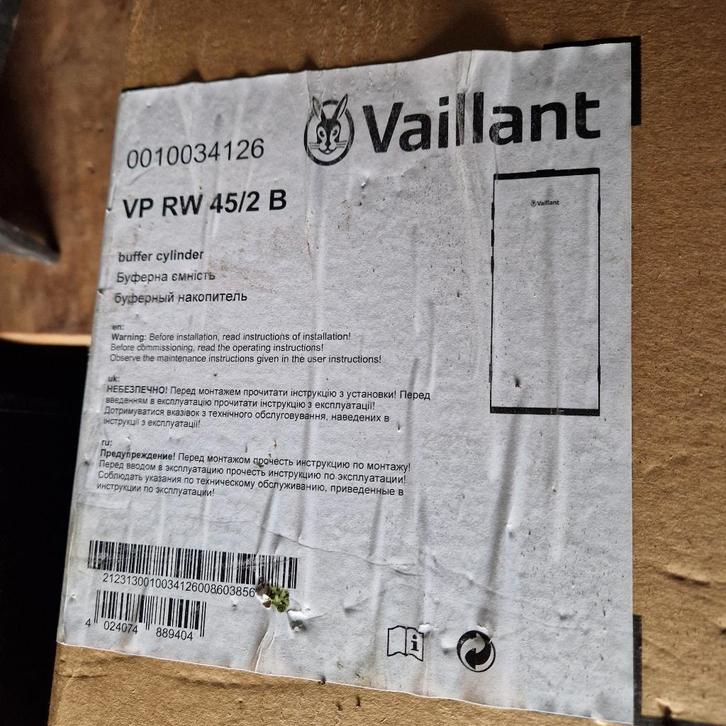 0010034126
Vaillant
VP RW 45/2 B
Vaillant
buffer cylinder
Буферна ємність
буферный накопитель
en:
Warning: Before installation, read instructions of installation!
Before commissioning, read the operating instructions!
Observe the maintenance instructions given in the user instructions!
uk:
НЕБЕЗПЕЧНО! Перед монтажем прочитати інструкцію з установки! Перед
введенням в експлуатацію прочитати інструкцію з експлуатації!
Дотримуватися вказівок з технічного обслуговування, наведених в
інструкції з експлуатації!
ru:
Предупреждение! Перед монтажом прочесть инструкцию по монтажу!
Перед вводом в эксплуатацию прочесть инструкцию по эксплуатации!
Соблюдать указания по техническому обслуживанию, приведенные в
инструкции по эксплуатации!
4 024074 889404
i